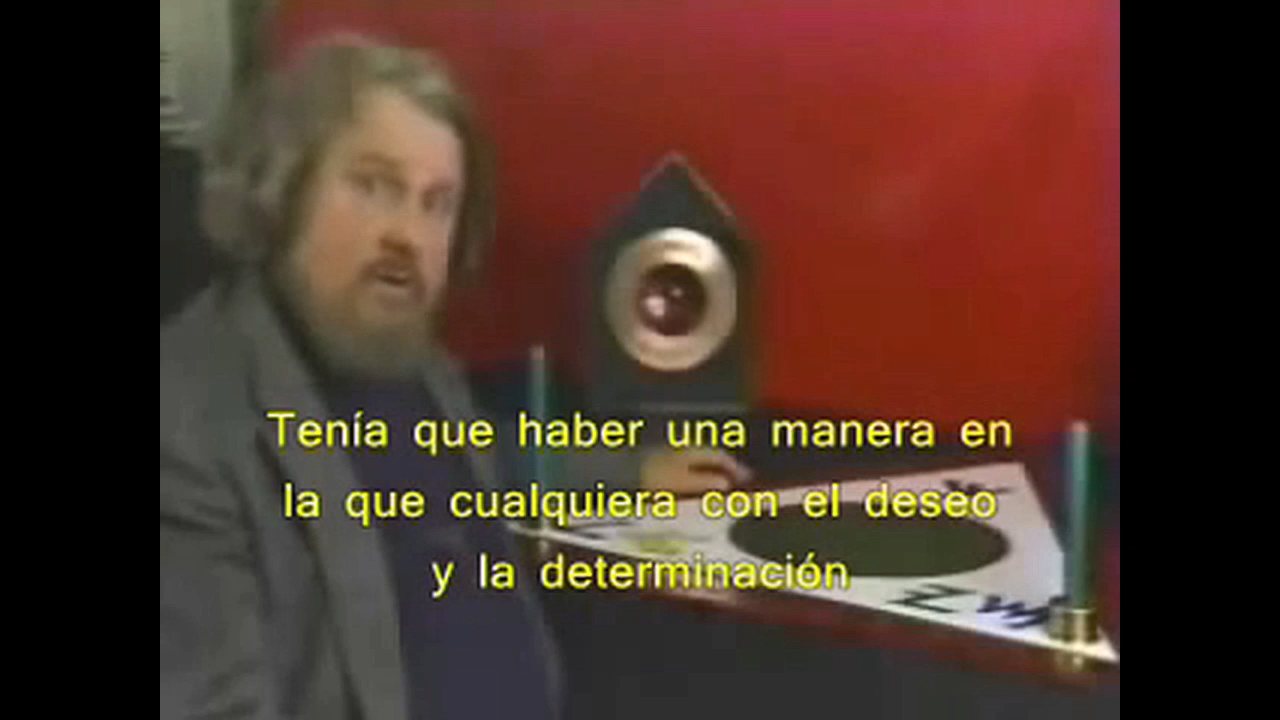 Tenía que haber una manera en
la que cualquiera con el deseo
y la determinación